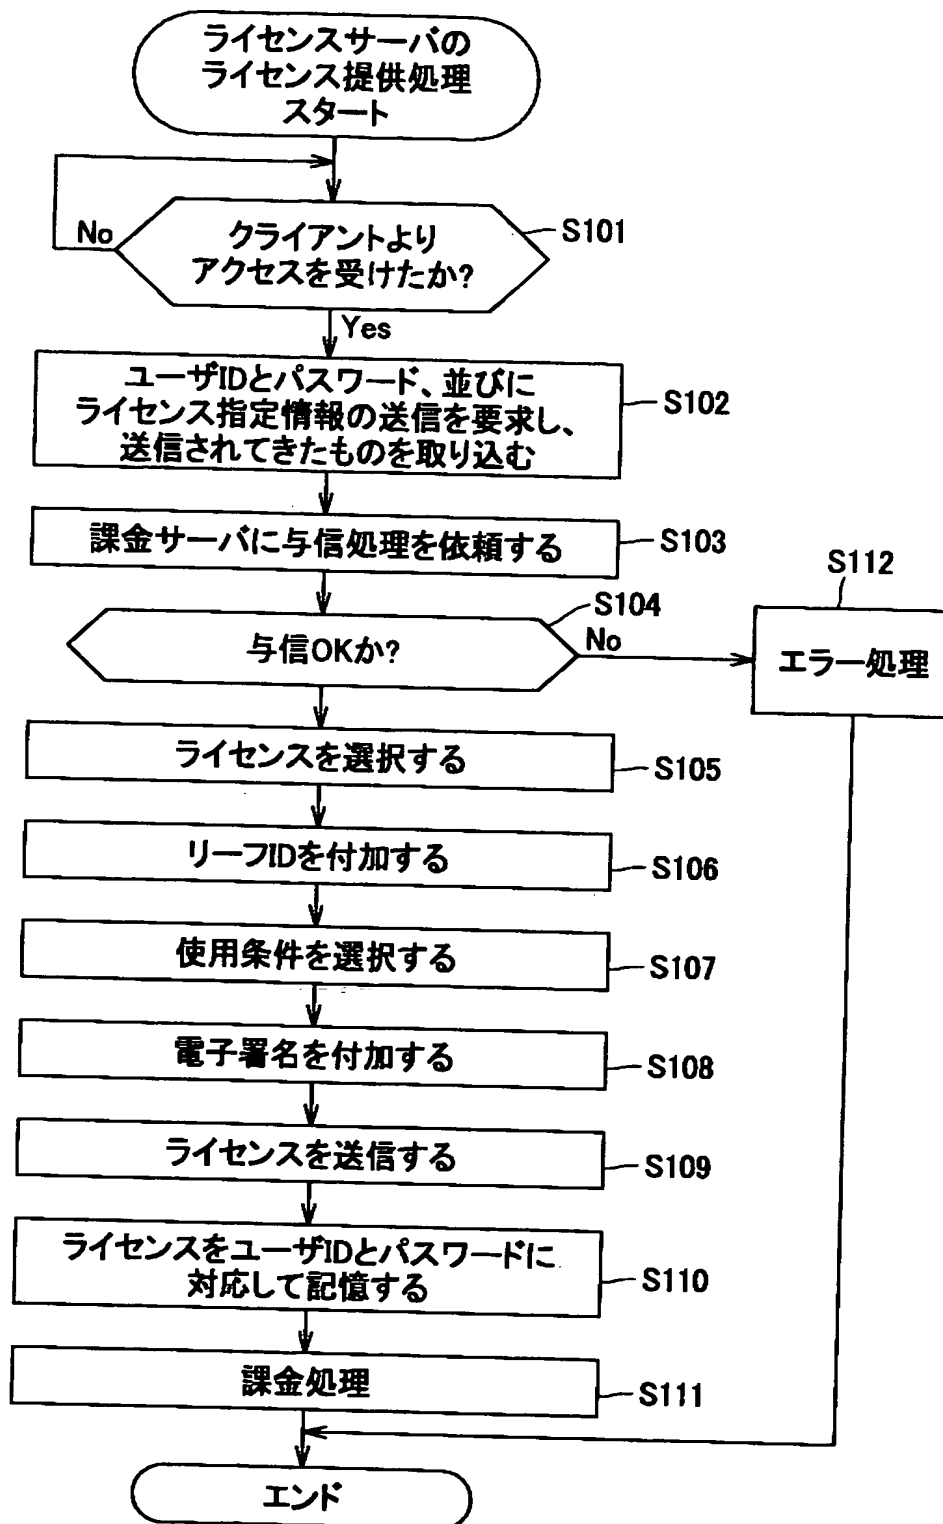 ライセンスサーバの
ライセンス提供処理
スタート
No
クライアントより
アクセスを受けたか?
S101
Yes
ユーザIDとパスワード、並びに
ライセンス指定情報の送信を要求し、
送信されてきたものを取り込む
S102
課金サーバに与信処理を依頼する
S103
S112
S104
与信OKか?
No
エラー処理
ライセンスを選択する
S105
リーフIDを付加する
S106
使用条件を選択する
S107
電子署名を付加する
S108
ライセンスを送信する
S109
ライセンスをユーザIDとパスワードに
対応して記憶する
S110
課金処理
S111
エンド